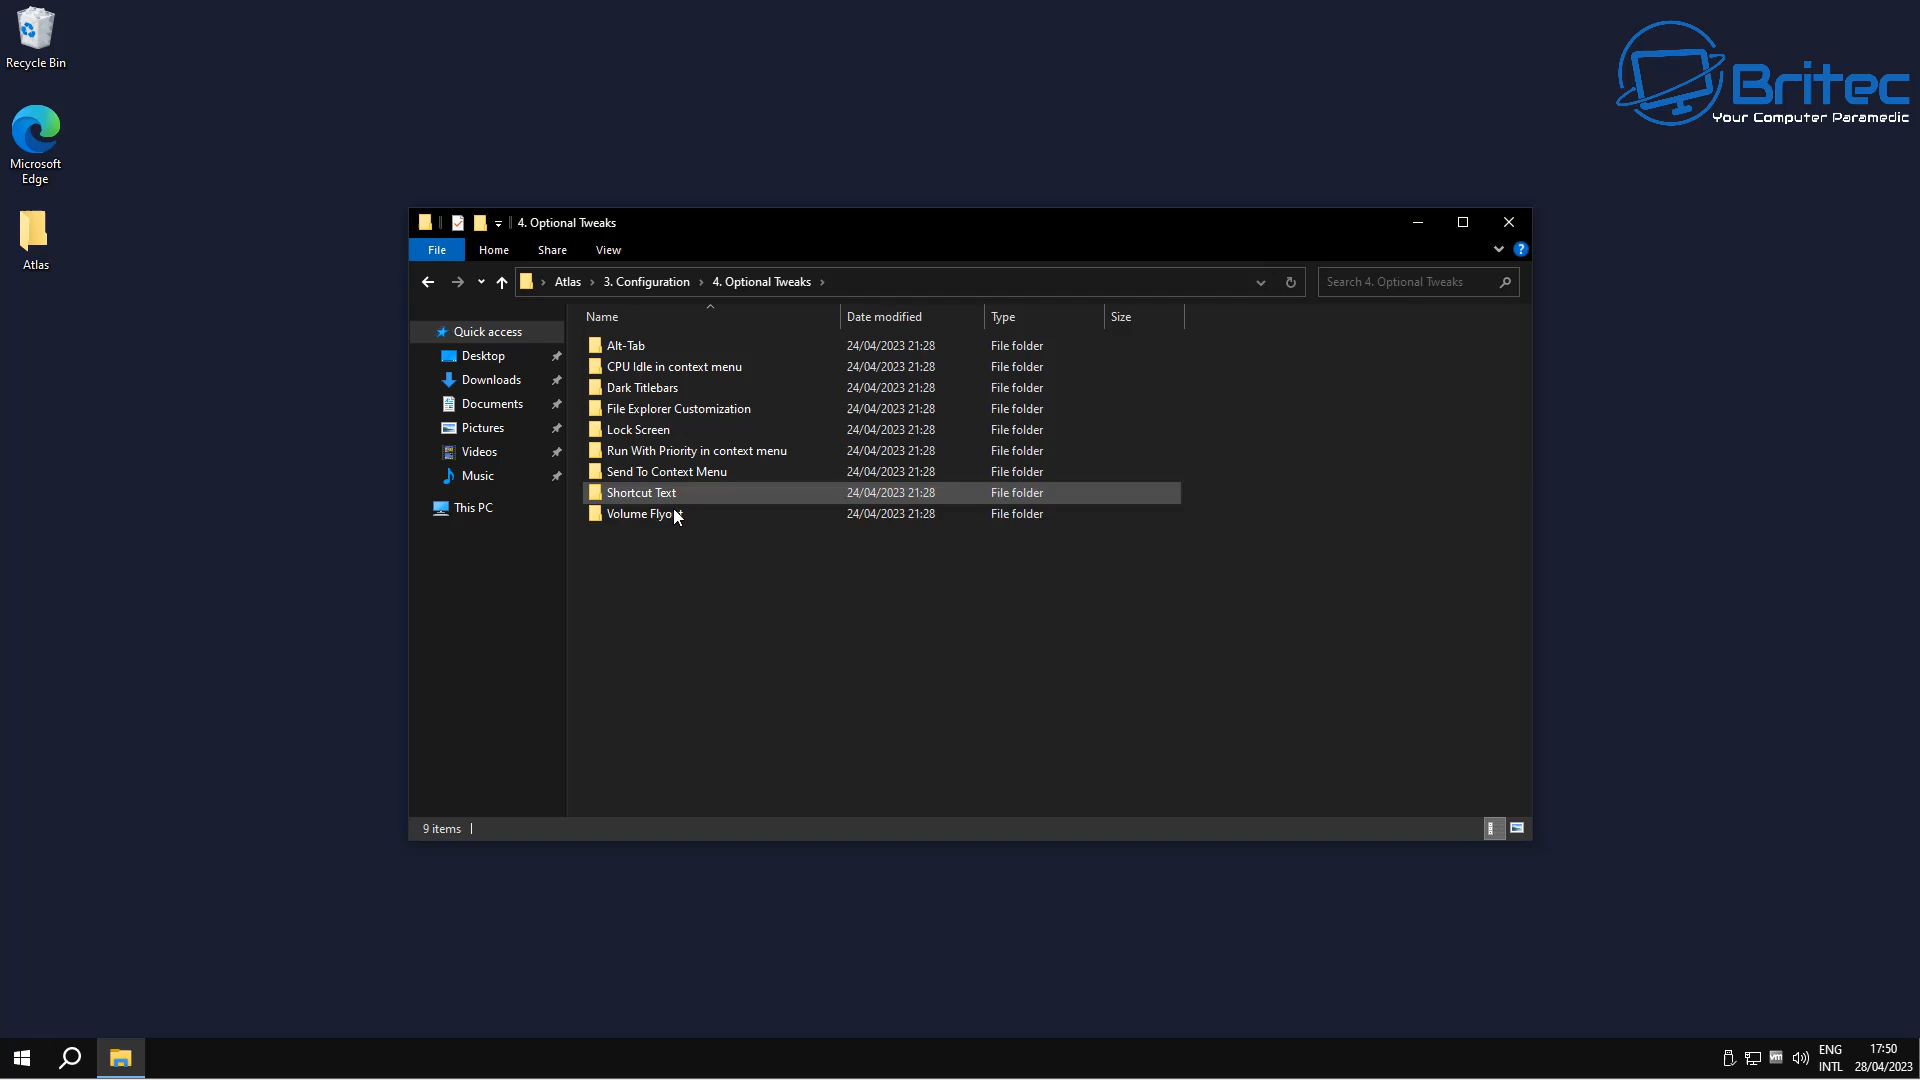 Recycle Bin
Microsoft
Edge
Atlas
Britec
Your Computer Paramedic
4. Optional Tweaks
File Home Share View
Atlas 3. Configuration 4. Optional Tweaks
Search 4. Optional Tweaks
Quick access
Desktop
Downloads
Documents
Pictures
Videos
Music
This PC
Name Date modified Type Size
Alt-Tab 24/04/2023 21:28 File folder
CPU Idle in context menu 24/04/2023 21:28 File folder
Dark Titlebars 24/04/2023 21:28 File folder
File Explorer Customization 24/04/2023 21:28 File folder
Lock Screen 24/04/2023 21:28 File folder
Run With Priority in context menu 24/04/2023 21:28 File folder
Send To Context Menu 24/04/2023 21:28 File folder
Shortcut Text 24/04/2023 21:28 File folder
Volume Flyout 24/04/2023 21:28 File folder
9 items
ENG
INTL
17:50
28/04/2023